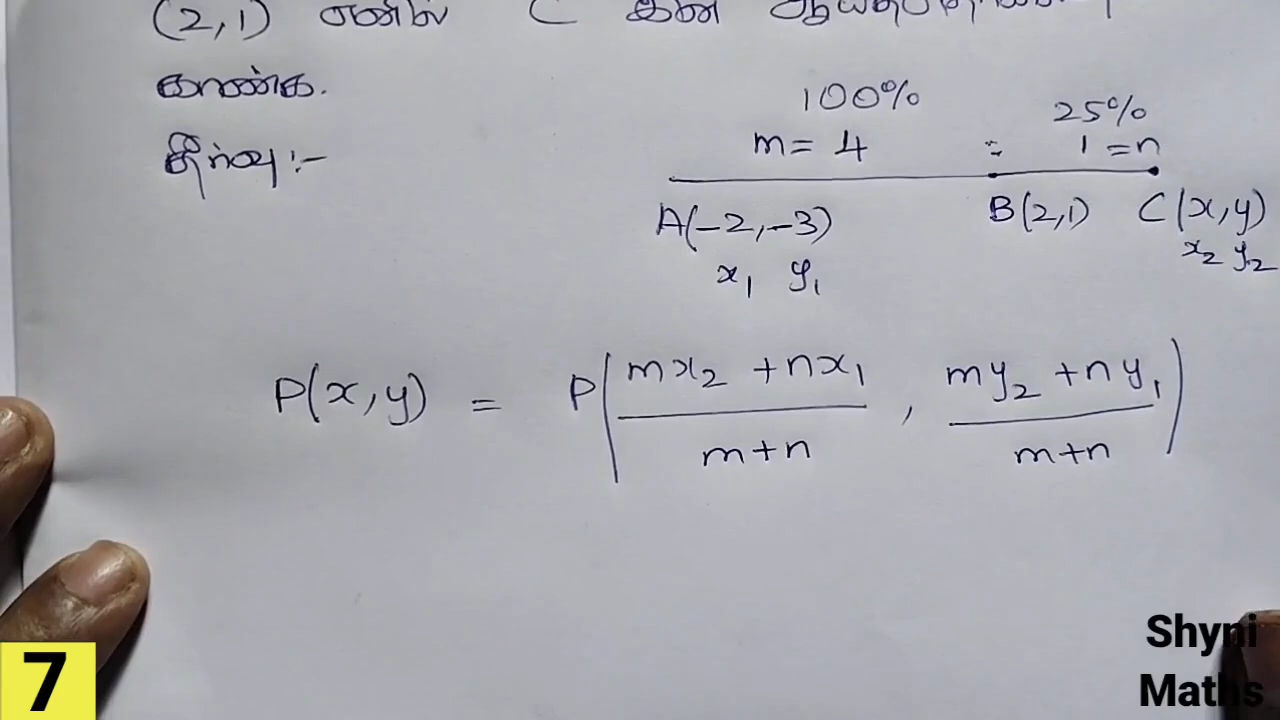 (2,1) எனில் C இன்
காண்க.
தீர்வு :-
100% 25%
m = 4 : 1 = n
A(-2,-3) B(2,1) C(x,y)
x₁ y₁ x₂ y₂
P(x,y) = P((mx₂ + nx₁)/(m+n) , (my₂ + ny₁)/(m+n))
7
Shyni
Maths